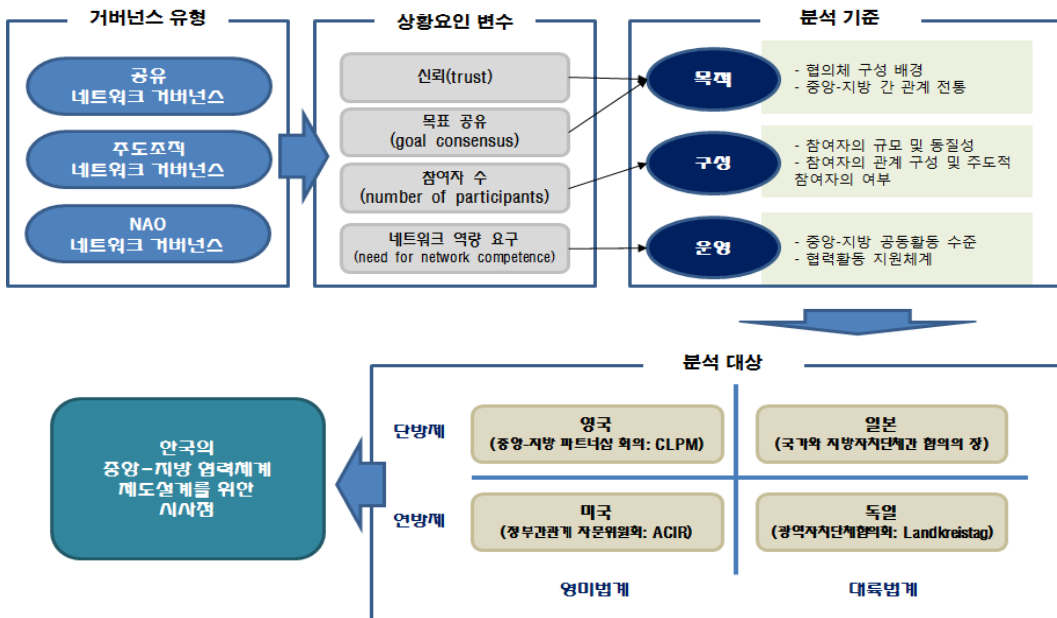 거버넌스 유형
공유
네트워크 거버넌스
주도조직
네트워크 거버넌스
NAO
네트워크 거버넌스
상황요인 변수
신뢰(trust)
목표 공유
(goal consensus)
참여자 수
(number of participants)
네트워크 역량 요구
(need for network competence)
분석 기준
목적
- 협의체 구성 배경
- 중앙-지방 간 관계 전통
구성
- 참여자의 규모 및 동질성
- 참여자의 관계 구성 및 주도적
참여자의 여부
운영
- 중앙-지방 공동활동 수준
- 협력활동 지원체계
분석 대상
단방제
영국
(중앙-지방 파트너십 회의: CLPM)
일본
(국가와 지방자치단체간 협의의 장)
연방제
미국
(정부간관계 자문위원회: ACIR)
독일
(광역자치단체협의회: Landkreistag)
영미법계
대륙법계
한국의
중앙-지방 협력체계
제도설계를 위한
시사점